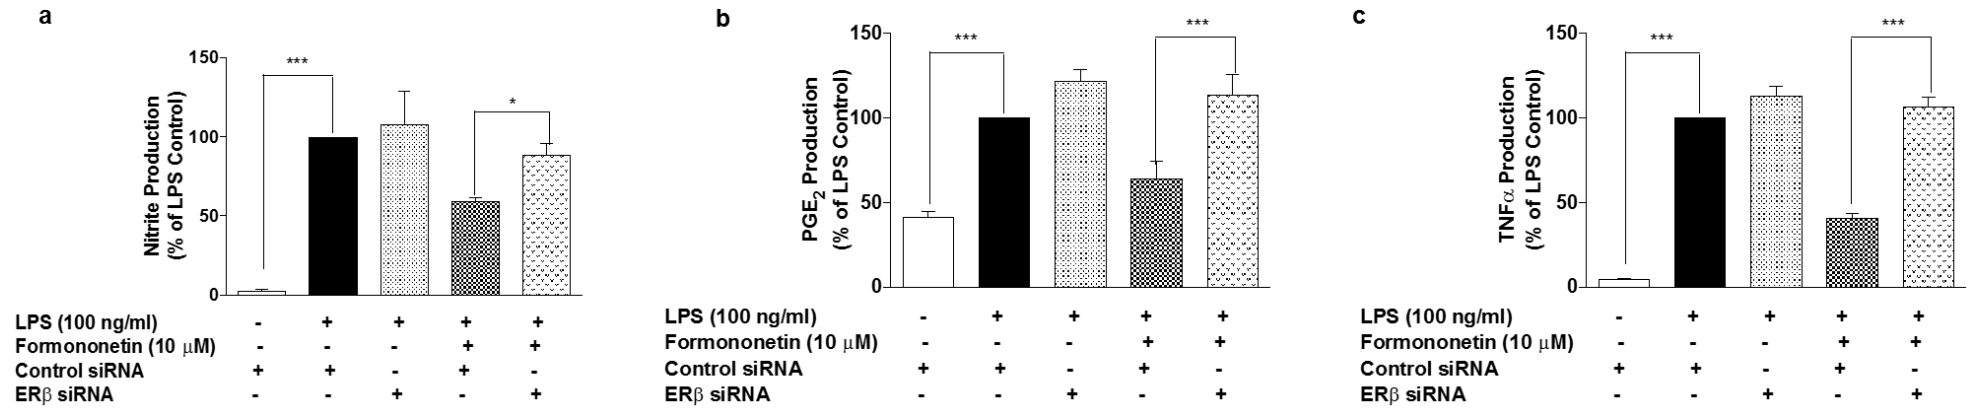 a
***
*
150
100
50
0
Nitrite Production
(% of LPS Control)
LPS (100 ng/ml) - + + + +
Formononetin (10 μM) - - - + +
Control siRNA + + - + -
ERβ siRNA - - + - +
b
***
***
150
100
50
0
PGE2 Production
(% of LPS Control)
LPS (100 ng/ml) - + + + +
Formononetin (10 μM) - - - + +
Control siRNA + + - + -
ERβ siRNA - - + - +
c
***
***
150
100
50
0
TNFα Production
(% of LPS Control)
LPS (100 ng/ml) - + + + +
Formononetin (10 μM) - - - + +
Control siRNA + + - + -
ERβ siRNA - - + - +